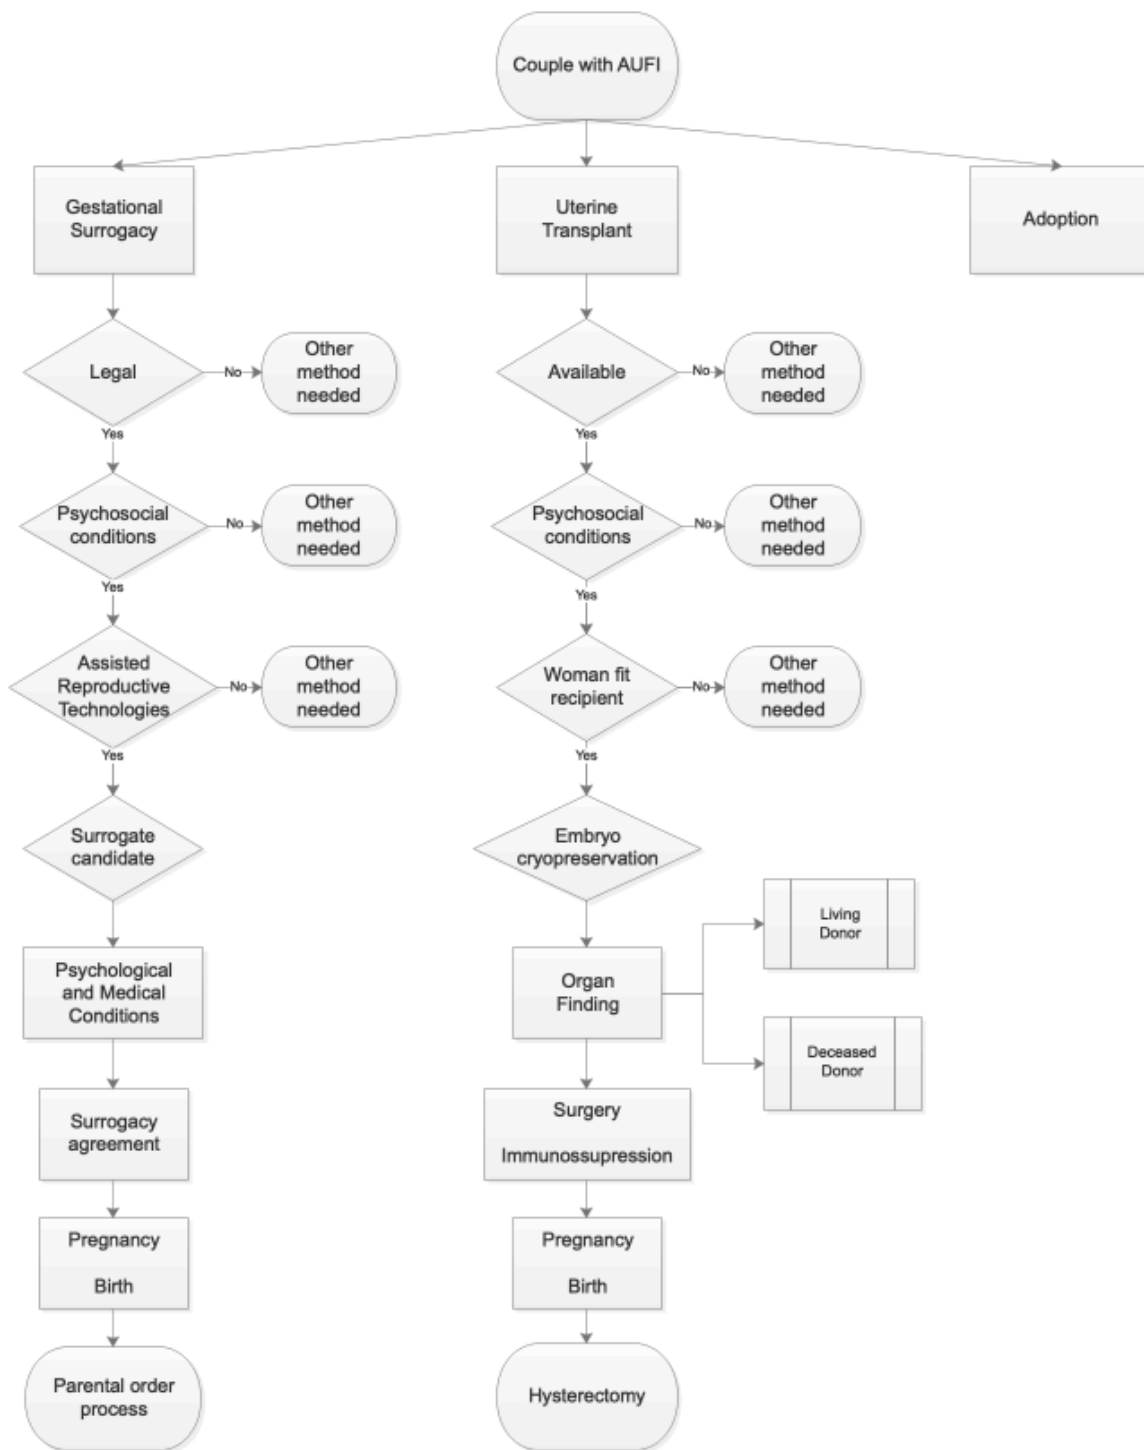 Couple with AUFI
Gestational
Surrogacy
Uterine
Transplant
Adoption
Legal
No
Other
method
needed
Available
No
Other
method
needed
Yes
Yes
Psychosocial
conditions
No
Other
method
needed
Psychosocial
conditions
No
Other
method
needed
Yes
Yes
Assisted
Reproductive
Technologies
No
Other
method
needed
Woman fit
recipient
No
Other
method
needed
Yes
Yes
Surrogate
candidate
Embryo
cryopreservation
Living
Donor
Psychological
and Medical
Conditions
Organ
Finding
Deceased
Donor
Surrogacy
agreement
Surgery
Immunossupression
Pregnancy
Birth
Pregnancy
Birth
Parental order
process
Hysterectomy